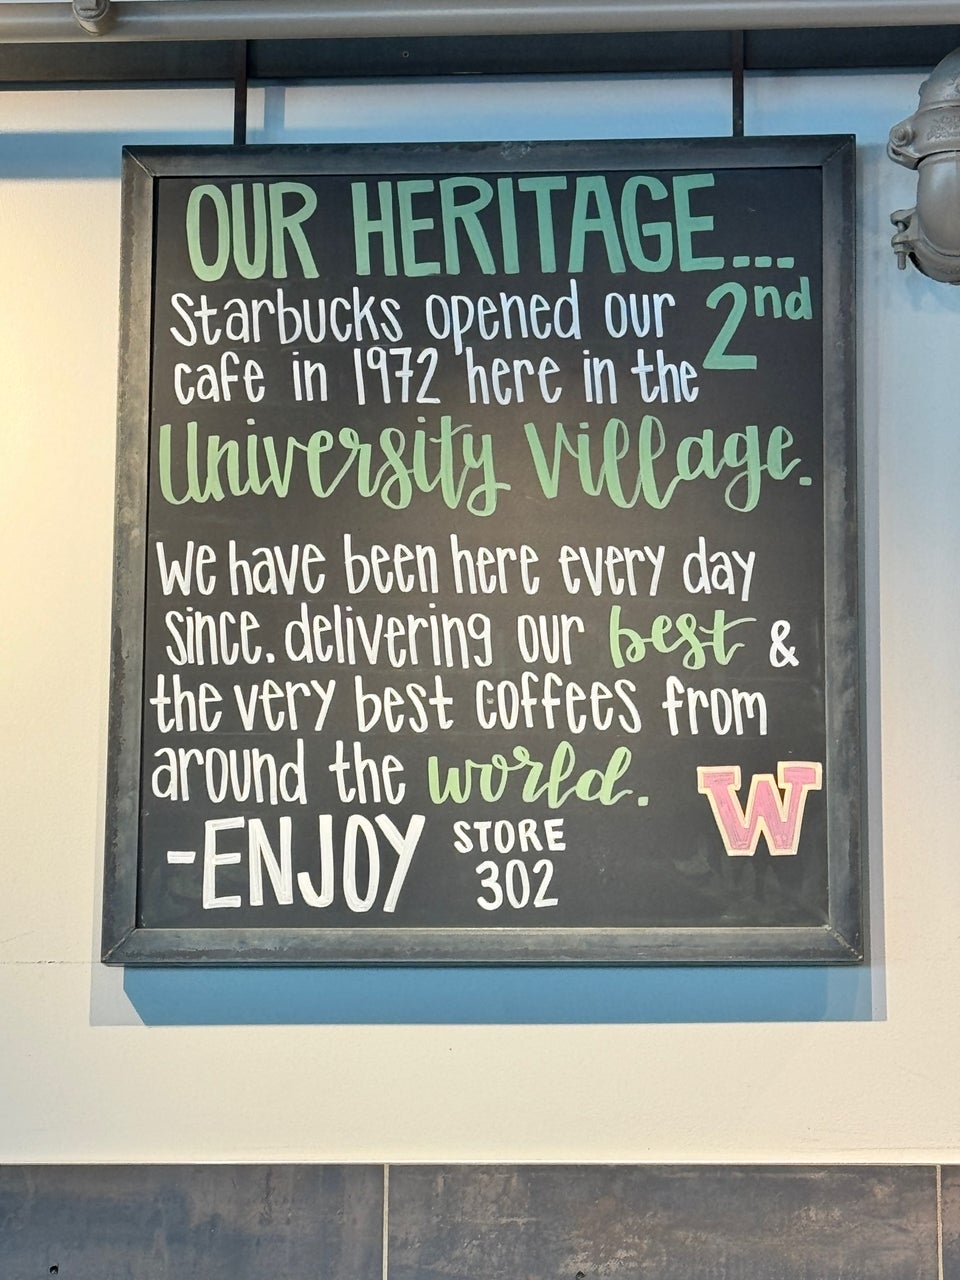 OUR HERITAGE...
Starbucks opened our 2nd
cafe in 1972 here in the
University Village.
We have been here every day
since. delivering our best &
the very best coffees from
around the world.
W
-ENJOY STORE
302